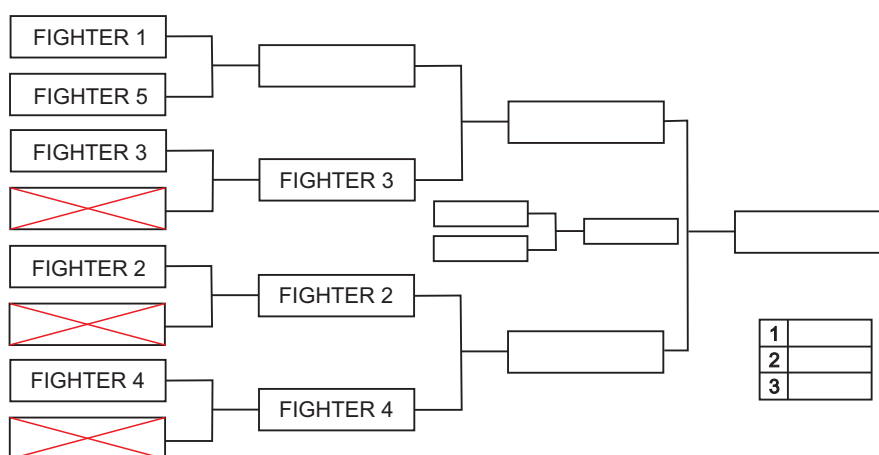 FIGHTER 1
FIGHTER 5
FIGHTER 3
FIGHTER 3
FIGHTER 2
FIGHTER 2
FIGHTER 4
FIGHTER 4
1
2
3